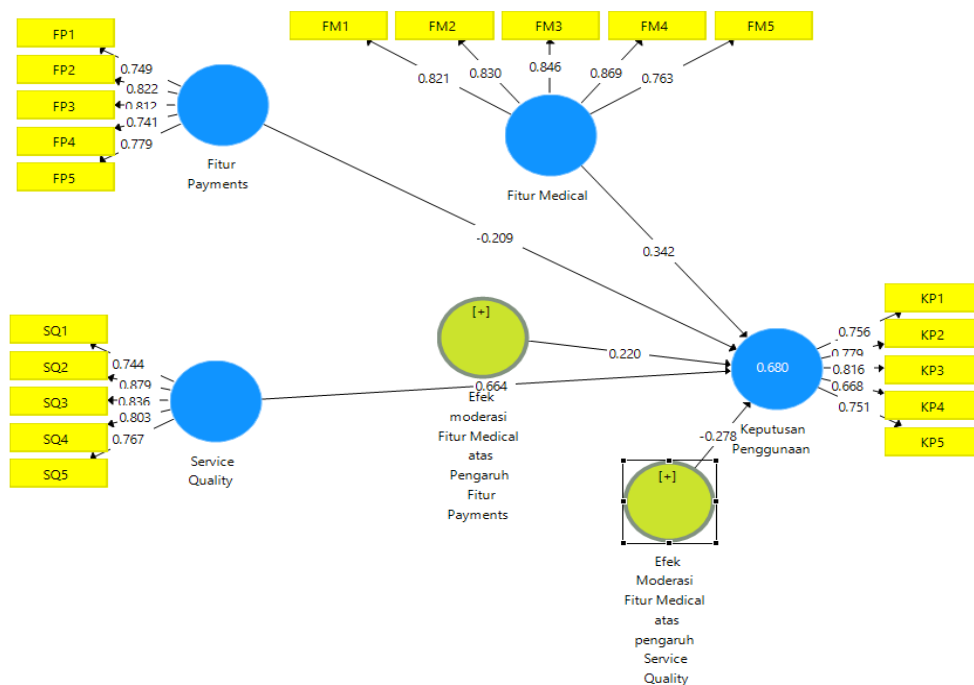 FP1
FP2
FP3
FP4
FP5
0.749
0.822
0.812
0.741
0.779
Fitur
Payments
FM1
FM2
FM3
FM4
FM5
0.821
0.830
0.846
0.869
0.763
Fitur Medical
-0.209
0.342
SQ1
SQ2
SQ3
SQ4
SQ5
0.744
0.879
0.836
0.803
0.767
Service
Quality
[+]
0.220
0.664
Efek
moderasi
Fitur Medical
atas
Pengaruh
Fitur
Payments
0.680
Keputusan
Penggunaan
KP1
KP2
KP3
KP4
KP5
0.756
0.779
0.816
0.668
0.751
-0.278
[+]
Efek
Moderasi
Fitur Medical
atas
pengaruh
Service
Quality